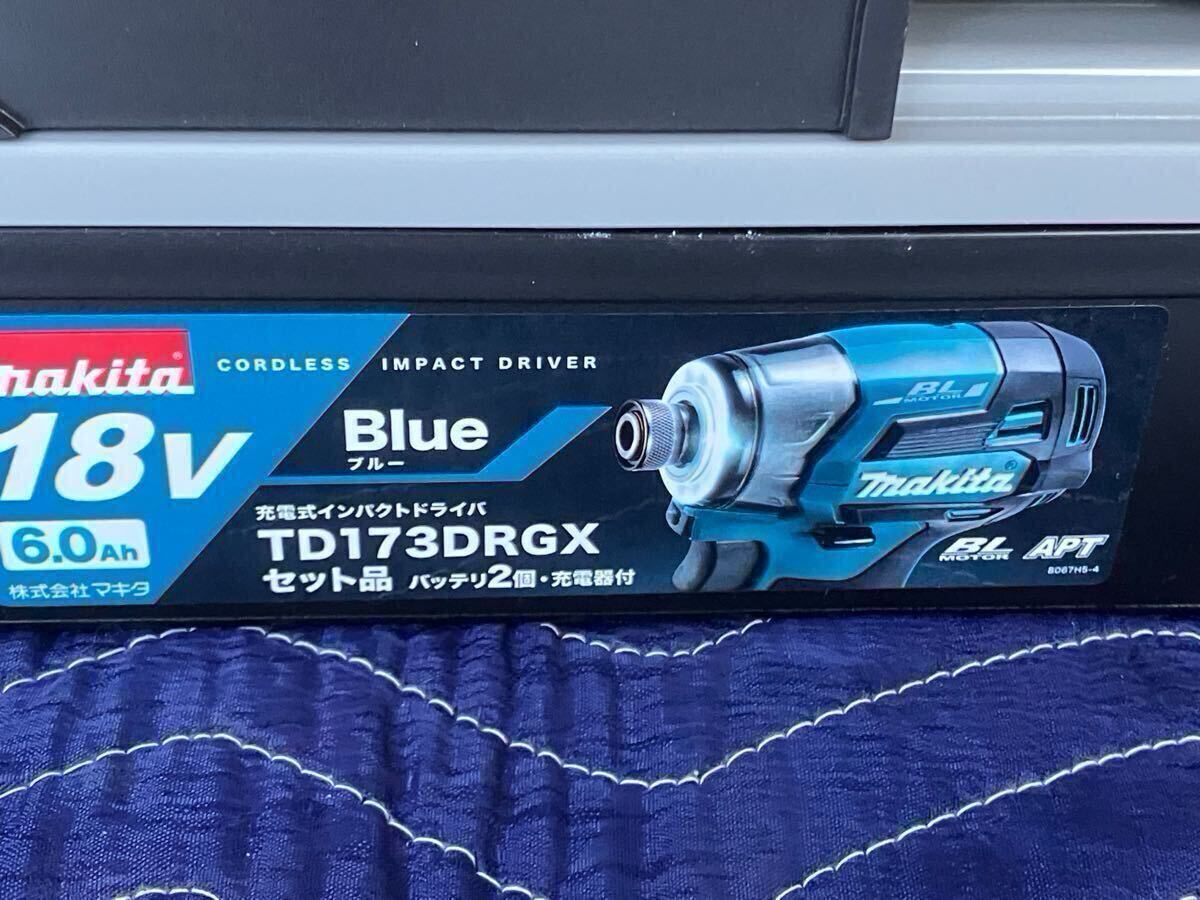 makita
CORDLESS IMPACT DRIVER
18V
6.0Ah
株式会社マキタ
Blue
ブルー
充電式インパクトドライバ
TD173DRGX
セット品 バッテリ2個・充電器付
BL
MOTOR
makita
BL
MOTOR
APT
8D67H5-4